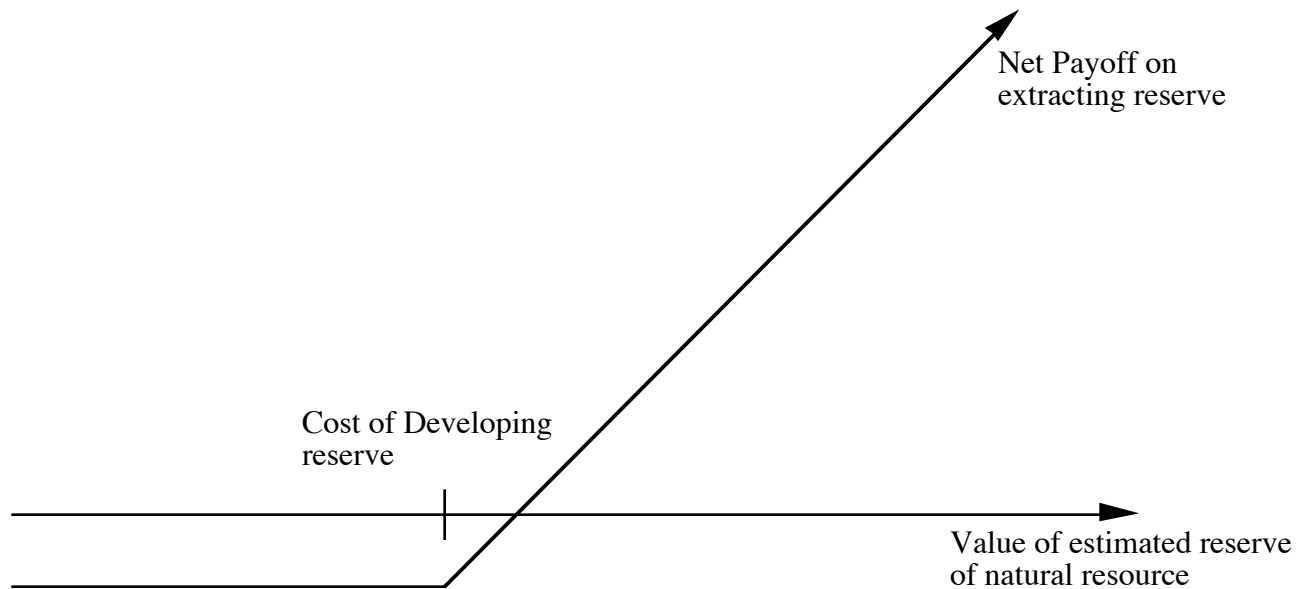 Net Payoff on
extracting reserve
Cost of Developing
reserve
Value of estimated reserve
of natural resource